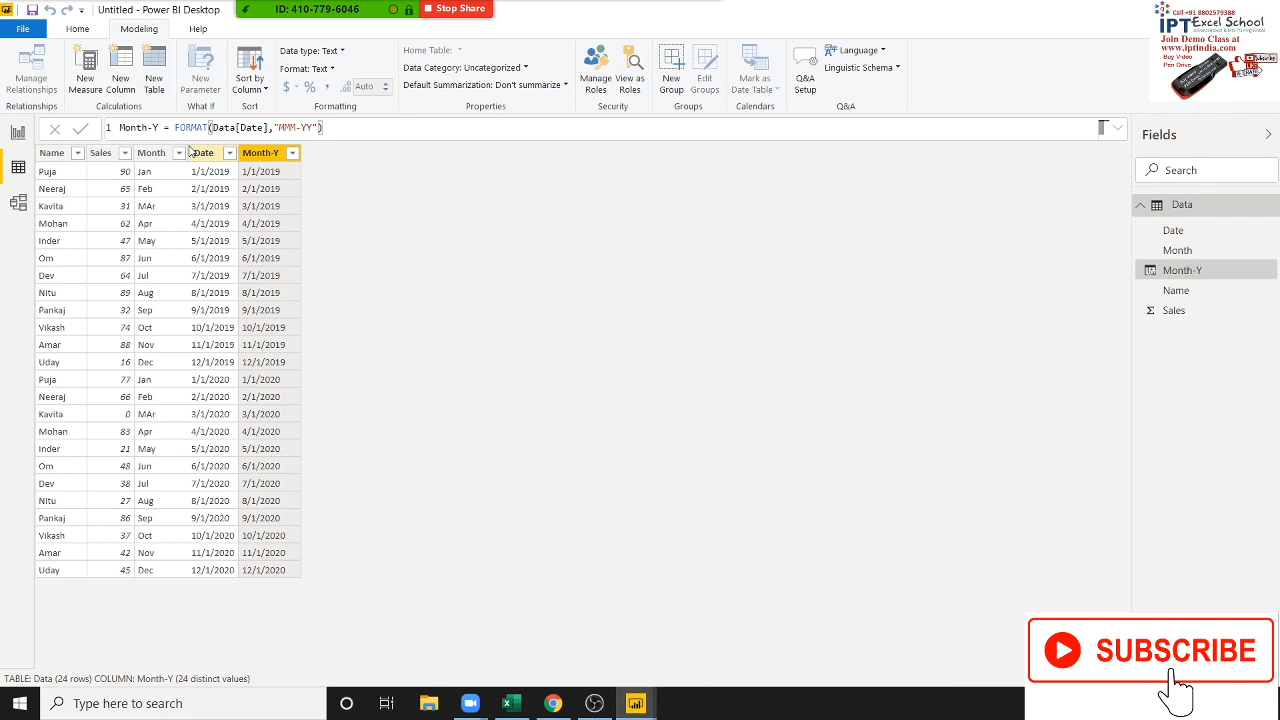 Untitled - Power BI Desktop
ID: 410-779-6046
Stop Share
File
Home
Modeling
Help
Manage Relationships
New Measure
New Column
New Table
New Parameter
Sort by Column
Data type: Text
Format: Text
$ % , Auto
Home Table:
Data Category: Uncategorized
Default Summarization: Don't summarize
Manage Roles
View as Roles
New Group
Edit Groups
Mark as Date Table
Q&A Setup
Language
Linguistic Schema
Relationships
Calculations
What If
Sort
Formatting
Properties
Security
Groups
Calendars
Q&A
Call +91 8802579388
IPT Excel School
Join Demo Class at
www.iptindia.com
Buy Video
Pen Drive
1 Month-Y = FORMAT(Data[Date],"MMM-YY")
Name Sales Month Date Month-Y
Puja 90 Jan 1/1/2019 1/1/2019
Neeraj 65 Feb 2/1/2019 2/1/2019
Kavita 31 MAr 3/1/2019 3/1/2019
Mohan 62 Apr 4/1/2019 4/1/2019
Inder 47 May 5/1/2019 5/1/2019
Om 87 Jun 6/1/2019 6/1/2019
Dev 64 Jul 7/1/2019 7/1/2019
Nitu 89 Aug 8/1/2019 8/1/2019
Pankaj 32 Sep 9/1/2019 9/1/2019
Vikash 74 Oct 10/1/2019 10/1/2019
Amar 88 Nov 11/1/2019 11/1/2019
Uday 16 Dec 12/1/2019 12/1/2019
Puja 77 Jan 1/1/2020 1/1/2020
Neeraj 66 Feb 2/1/2020 2/1/2020
Kavita 0 MAr 3/1/2020 3/1/2020
Mohan 83 Apr 4/1/2020 4/1/2020
Inder 21 May 5/1/2020 5/1/2020
Om 48 Jun 6/1/2020 6/1/2020
Dev 38 Jul 7/1/2020 7/1/2020
Nitu 27 Aug 8/1/2020 8/1/2020
Pankaj 86 Sep 9/1/2020 9/1/2020
Vikash 37 Oct 10/1/2020 10/1/2020
Amar 42 Nov 11/1/2020 11/1/2020
Uday 45 Dec 12/1/2020 12/1/2020
Fields
Search
Data
Date
Month
Month-Y
Name
Σ Sales
SUBSCRIBE
TABLE: Data (24 rows) COLUMN: Month-Y (24 distinct values)
Type here to search